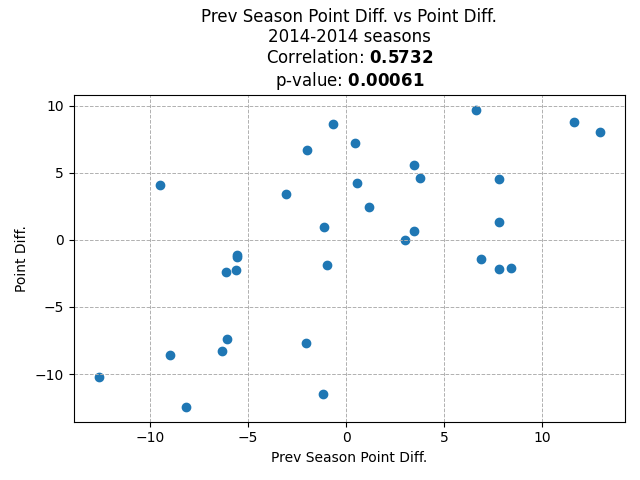 Prev Season Point Diff. vs Point Diff.
2014-2014 seasons
Correlation: 0.5732
p-value: 0.00061
10
5
0
−5
−10
Point Diff.
−10
−5
0
5
10
Prev Season Point Diff.